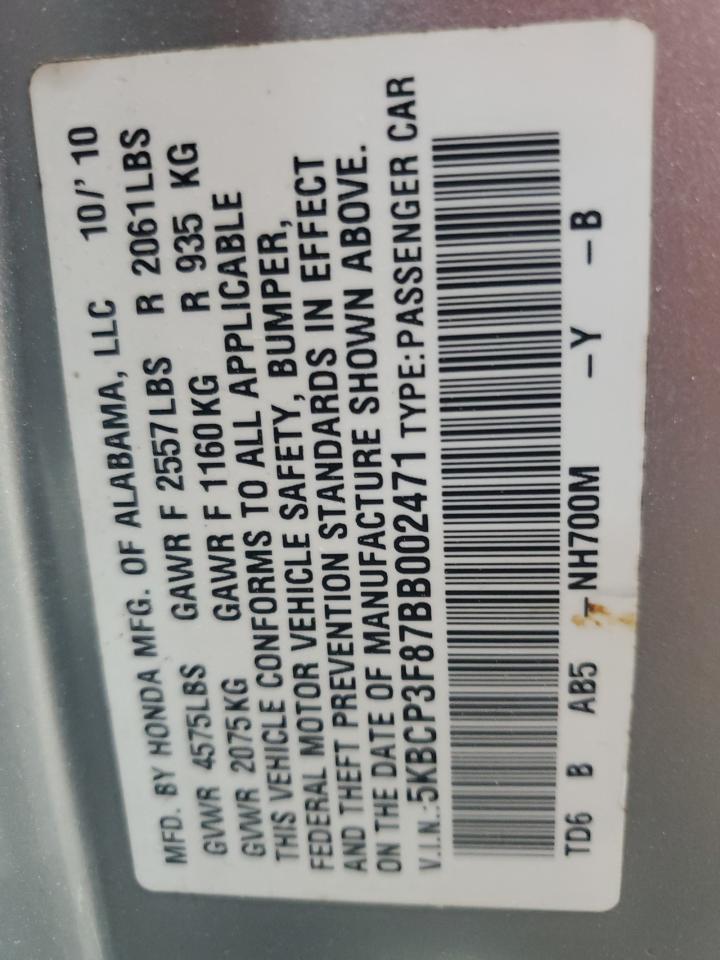 MFD. BY HONDA MFG. OF ALABAMA, LLC 10/'10
GVWR 4575LBS GAWR F 2557LBS R 2061LBS
GVWR 2075KG GAWR F 1160KG R 935 KG
THIS VEHICLE CONFORMS TO ALL APPLICABLE
FEDERAL MOTOR VEHICLE SAFETY, BUMPER,
AND THEFT PREVENTION STANDARDS IN EFFECT
ON THE DATE OF MANUFACTURE SHOWN ABOVE.
V.I.N.:5KBCP3F87BB002471 TYPE:PASSENGER CAR
TD6 B AB5 -NH700M -Y -B